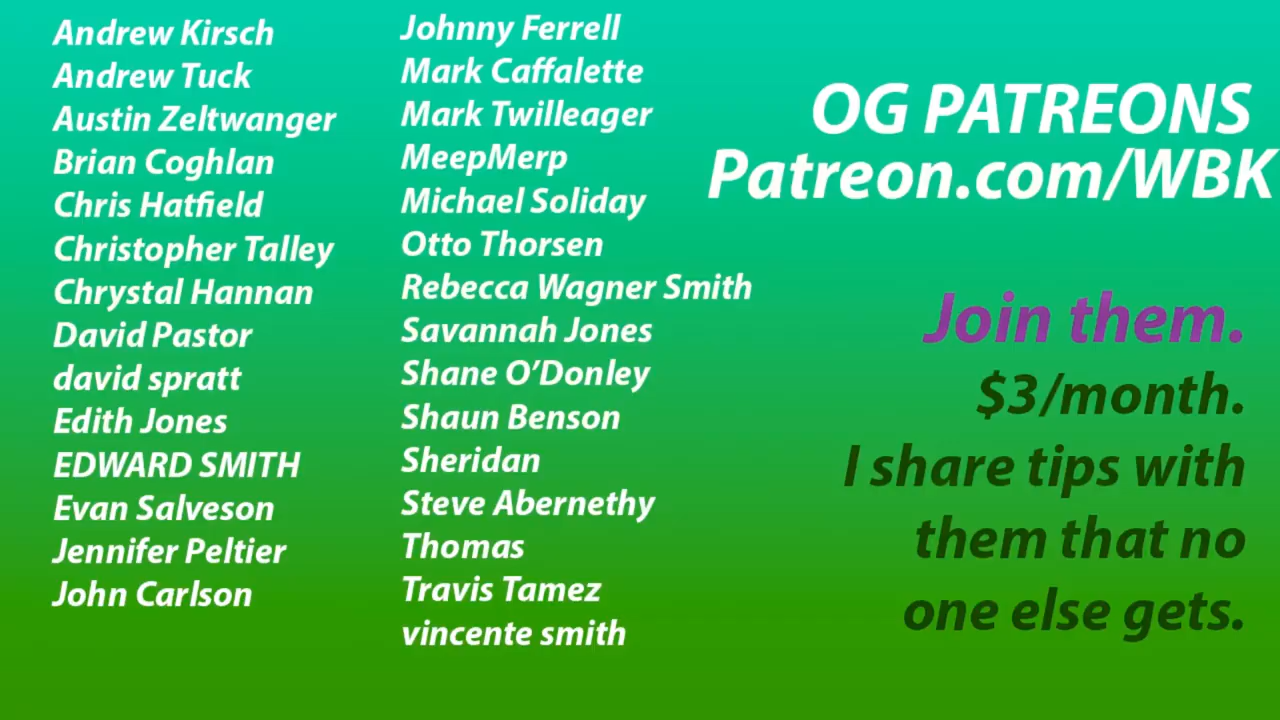 Andrew Kirsch
Andrew Tuck
Austin Zeltwanger
Brian Coghlan
Chris Hatfield
Christopher Talley
Chrystal Hannan
David Pastor
david spratt
Edith Jones
EDWARD SMITH
Evan Salveson
Jennifer Peltier
John Carlson
Johnny Ferrell
Mark Caffalette
Mark Twilleager
MeepMerp
Michael Soliday
Otto Thorsen
Rebecca Wagner Smith
Savannah Jones
Shane O’Donley
Shaun Benson
Sheridan
Steve Abernethy
Thomas
Travis Tamez
vincente smith
OG PATREONS
Patreon.com/WBK
Join them.
$3/month.
I share tips with
them that no
one else gets.